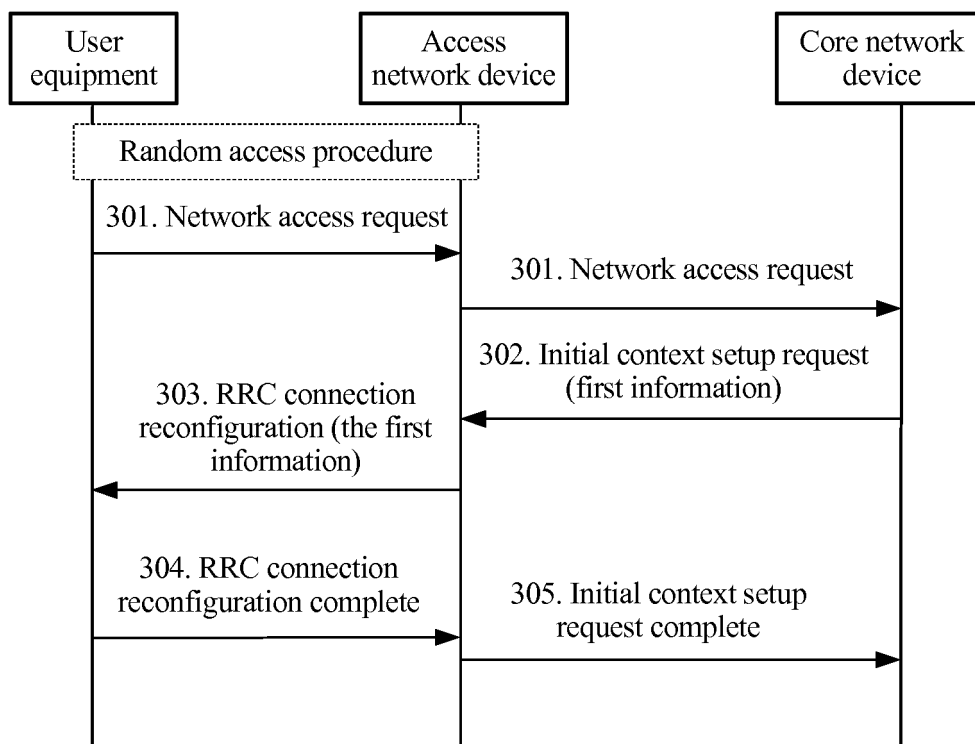 User
equipment
Access
network device
Core network
device
Random access procedure
301. Network access request
301. Network access request
302. Initial context setup request
(first information)
303. RRC connection
reconfiguration (the first
information)
304. RRC connection
reconfiguration complete
305. Initial context setup
request complete